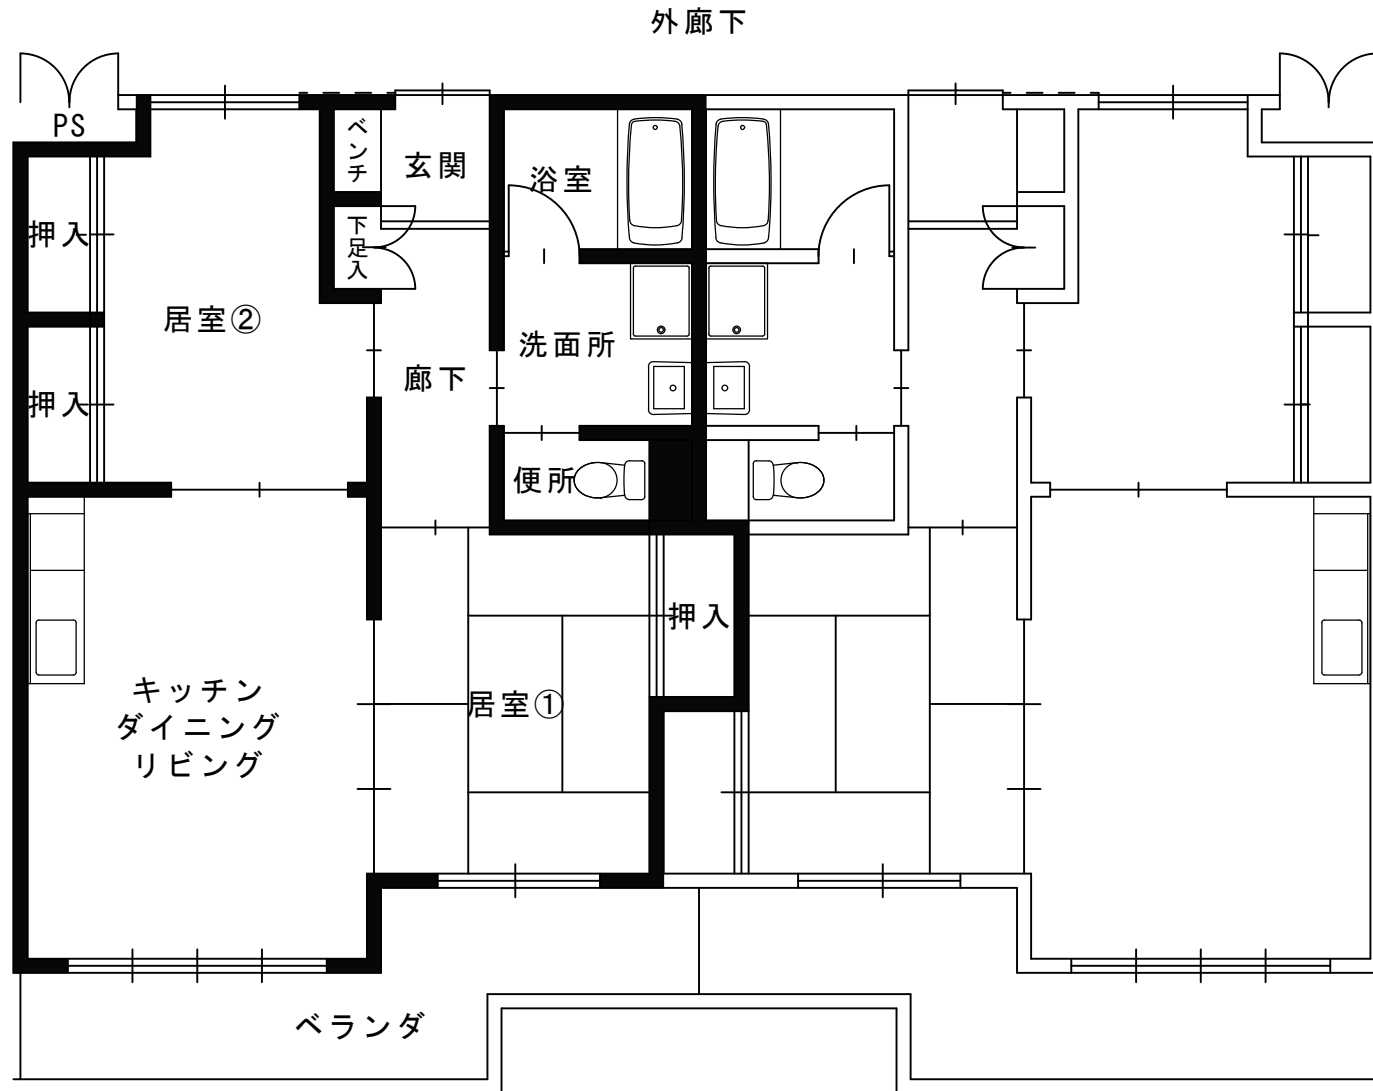 外廊下
PS
ベンチ
玄関
浴室
押入
下足入
居室②
洗面所
廊下
押入
便所
押入
居室①
キッチン
ダイニング
リビング
ベランダ